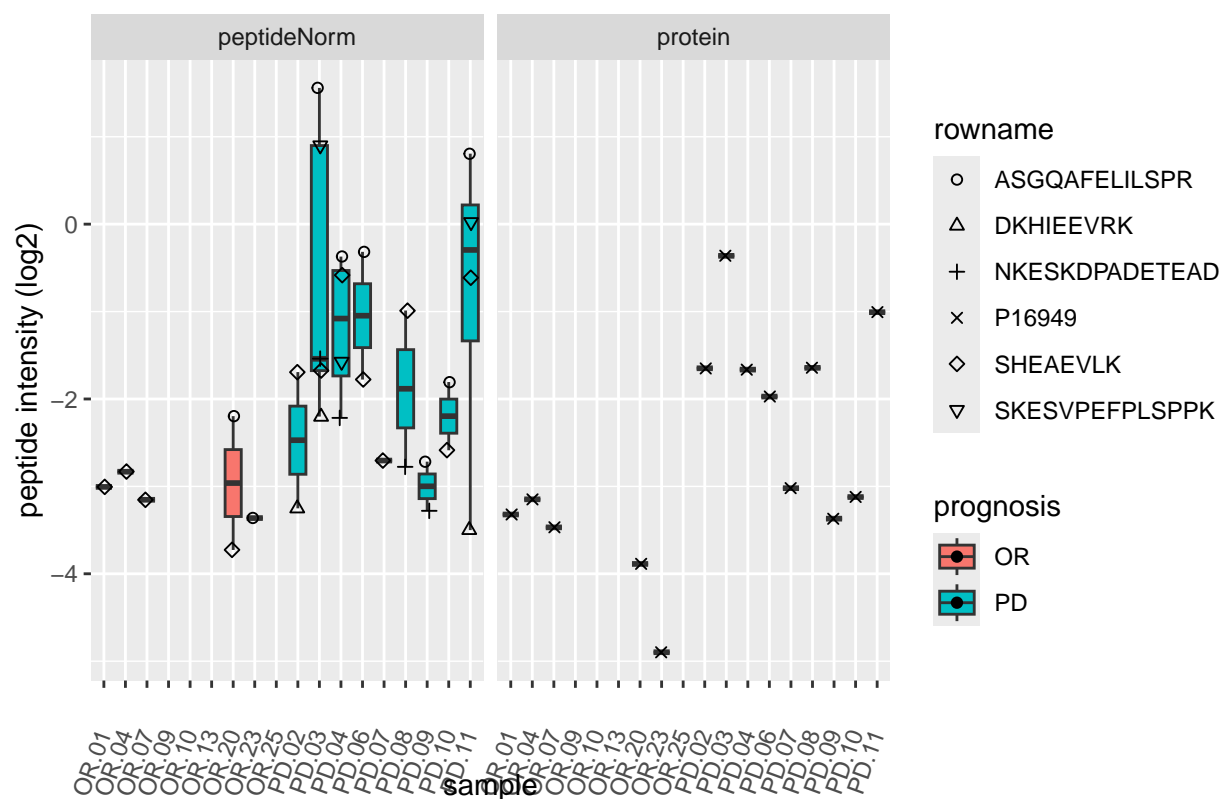 peptideNorm
protein
peptide intensity (log2)
0
−2
−4
OR.01
OR.04
OR.07
OR.09
OR.10
OR.13
OR.20
OR.23
OR.25
PD.02
PD.03
PD.04
PD.06
PD.07
PD.08
PD.09
PD.10
PD.11
OR.01
OR.04
OR.07
OR.09
OR.10
OR.13
OR.20
OR.23
OR.25
PD.02
PD.03
PD.04
PD.06
PD.07
PD.08
PD.09
PD.10
PD.11
sample
rowname
ASGQAFELILSPR
DKHIEEVRK
NKESKDPADETEAD
P16949
SHEAEVLK
SKESVPEFPLSPPK
prognosis
OR
PD